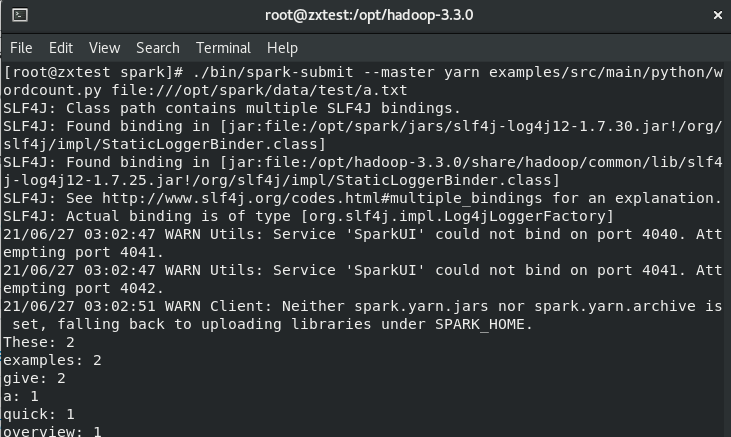 root@zxtest:/opt/hadoop-3.3.0
File Edit View Search Terminal Help
[root@zxtest spark]# ./bin/spark-submit --master yarn examples/src/main/python/w
ordcount.py file:///opt/spark/data/test/a.txt
SLF4J: Class path contains multiple SLF4J bindings.
SLF4J: Found binding in [jar:file:/opt/spark/jars/slf4j-log4j12-1.7.30.jar!/org/
slf4j/impl/StaticLoggerBinder.class]
SLF4J: Found binding in [jar:file:/opt/hadoop-3.3.0/share/hadoop/common/lib/slf4
j-log4j12-1.7.25.jar!/org/slf4j/impl/StaticLoggerBinder.class]
SLF4J: See http://www.slf4j.org/codes.html#multiple_bindings for an explanation.
SLF4J: Actual binding is of type [org.slf4j.impl.Log4jLoggerFactory]
21/06/27 03:02:47 WARN Utils: Service 'SparkUI' could not bind on port 4040. Att
empting port 4041.
21/06/27 03:02:47 WARN Utils: Service 'SparkUI' could not bind on port 4041. Att
empting port 4042.
21/06/27 03:02:51 WARN Client: Neither spark.yarn.jars nor spark.yarn.archive is
 set, falling back to uploading libraries under SPARK_HOME.
These: 2
examples: 2
give: 2
a: 1
quick: 1
overview: 1